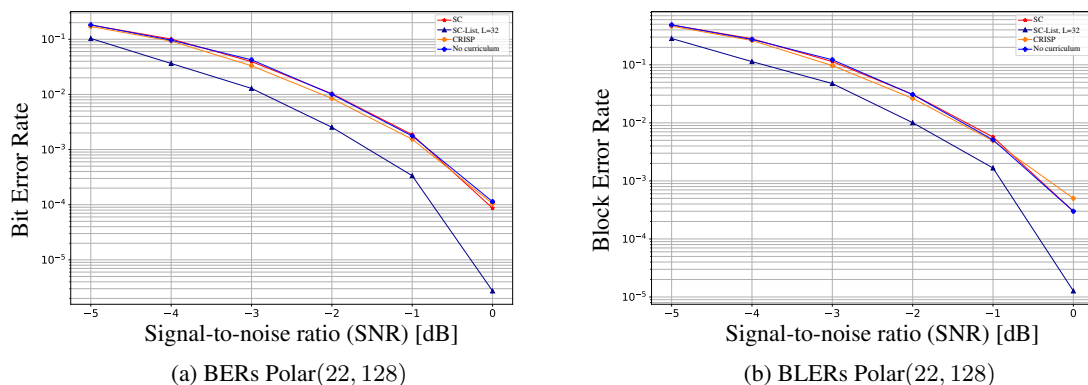 SC
SC-List, L=32
CRISP
No curriculum
10⁻¹
10⁻²
10⁻³
10⁻⁴
10⁻⁵
Bit Error Rate
−5 −4 −3 −2 −1 0
Signal-to-noise ratio (SNR) [dB]
(a) BERs Polar(22, 128)
SC
SC-List, L=32
CRISP
No curriculum
10⁻¹
10⁻²
10⁻³
10⁻⁴
10⁻⁵
Block Error Rate
−5 −4 −3 −2 −1 0
Signal-to-noise ratio (SNR) [dB]
(b) BLERs Polar(22, 128)